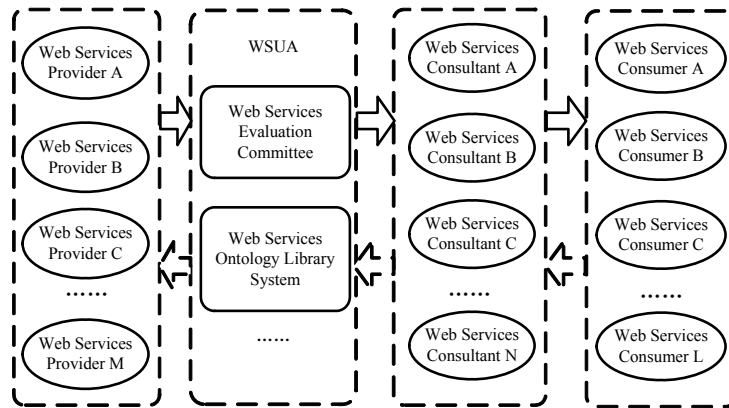 Web Services
Provider A
Web Services
Provider B
Web Services
Provider C
……
Web Services
Provider M
WSUA
Web Services
Evaluation
Committee
Web Services
Ontology Library
System
……
Web Services
Consultant A
Web Services
Consultant B
Web Services
Consultant C
……
Web Services
Consultant N
Web Services
Consumer A
Web Services
Consumer B
Web Services
Consumer C
……
Web Services
Consumer L